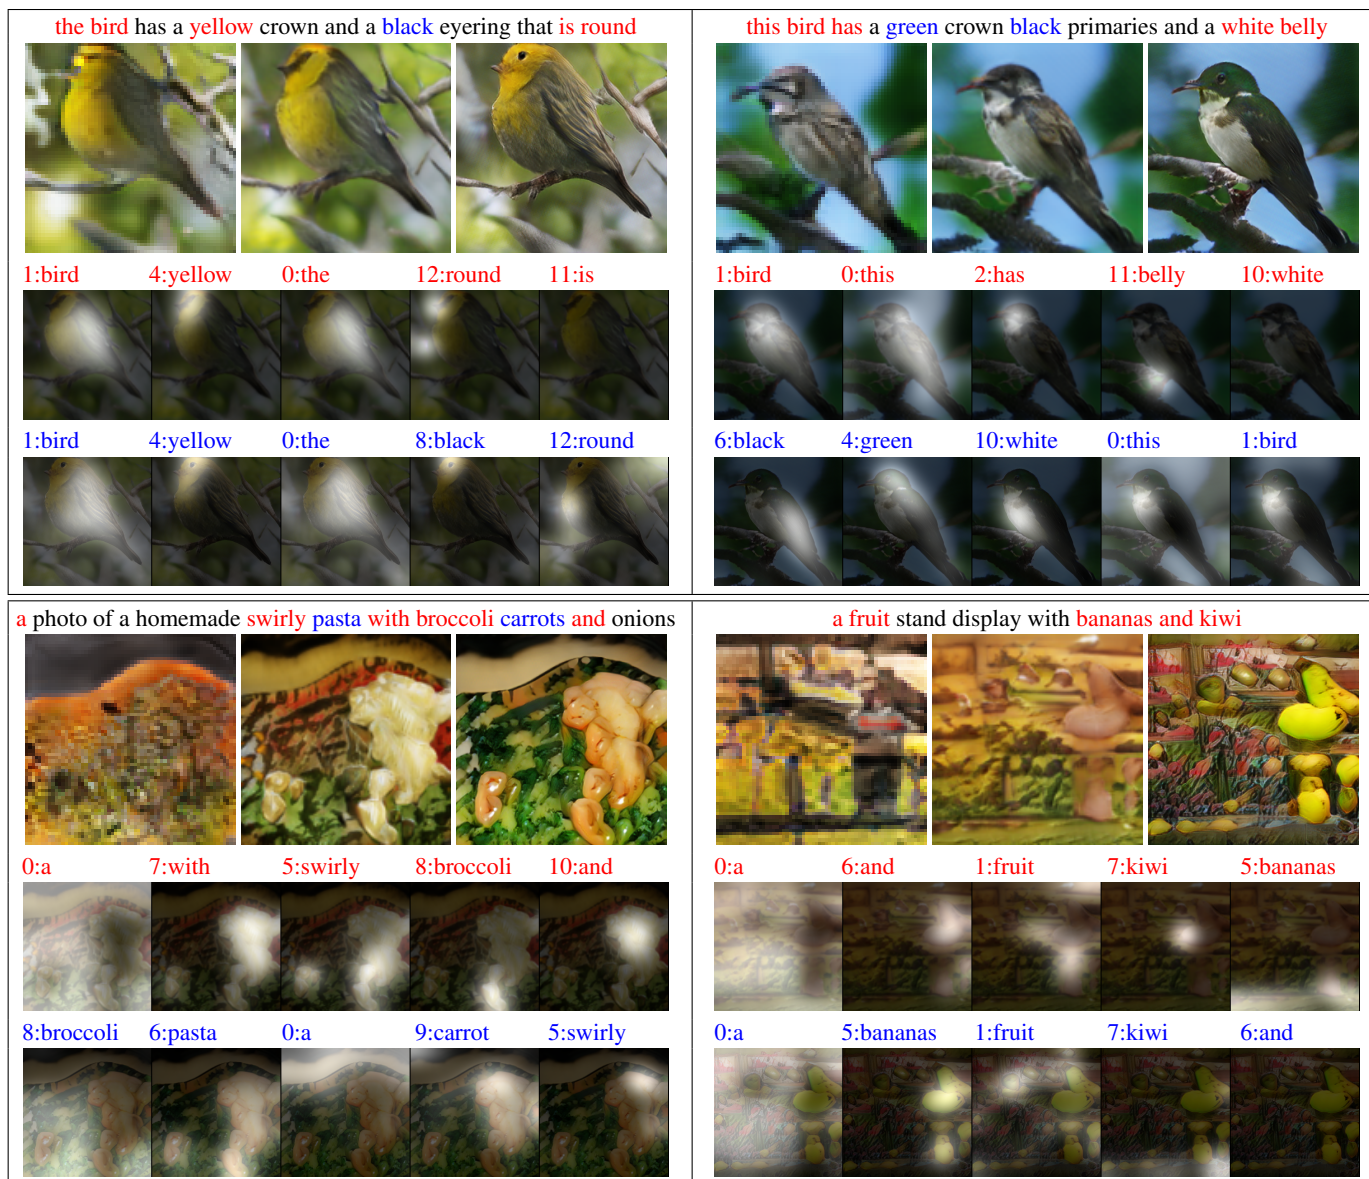 the bird has a yellow crown and a black eyering that is round
1:bird 4:yellow 0:the 12:round 11:is
1:bird 4:yellow 0:the 8:black 12:round
this bird has a green crown black primaries and a white belly
1:bird 0:this 2:has 11:belly 10:white
6:black 4:green 10:white 0:this 1:bird
a photo of a homemade swirly pasta with broccoli carrots and onions
0:a 7:with 5:swirly 8:broccoli 10:and
8:broccoli 6:pasta 0:a 9:carrot 5:swirly
a fruit stand display with bananas and kiwi
0:a 6:and 1:fruit 7:kiwi 5:bananas
0:a 5:bananas 1:fruit 7:kiwi 6:and